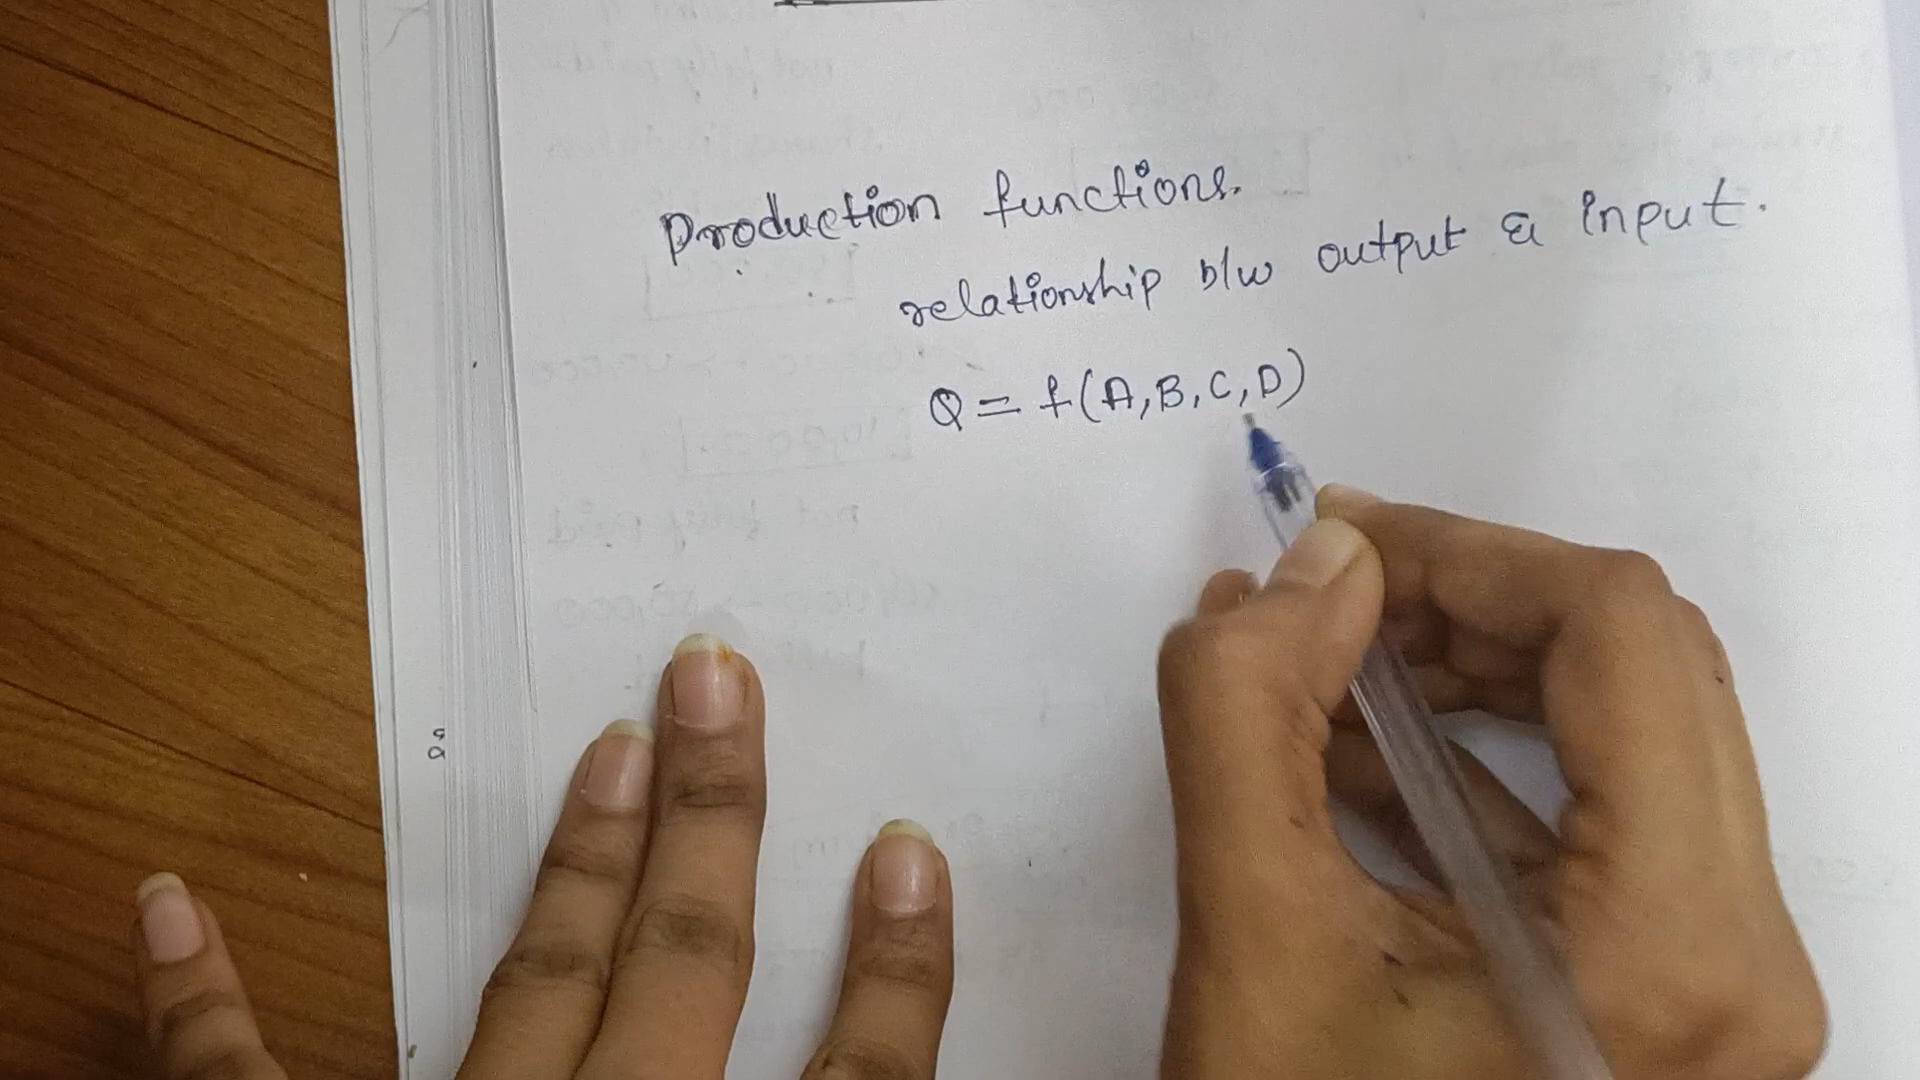 Production functions.
relationship b/w output & input.
Q = f(A, B, C, D)